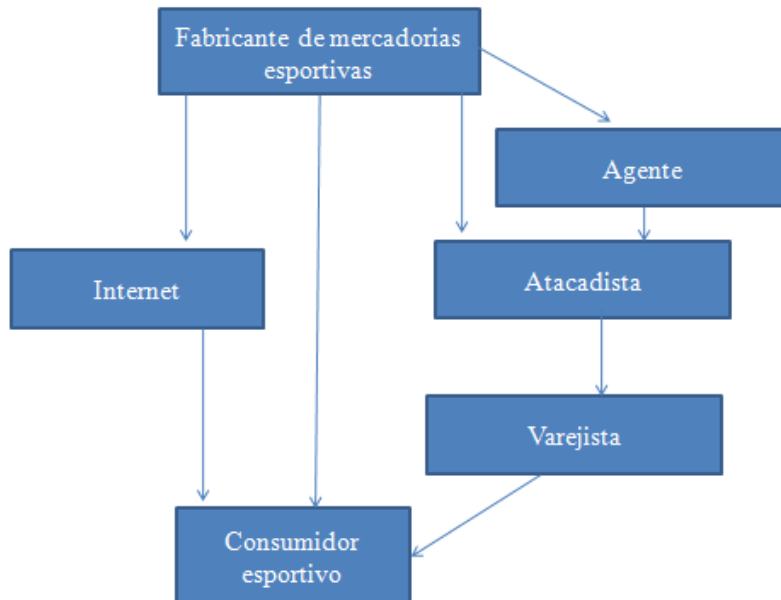 Fabricante de mercadorias
esportivas
Agente
Internet
Atacadista
Varejista
Consumidor
esportivo